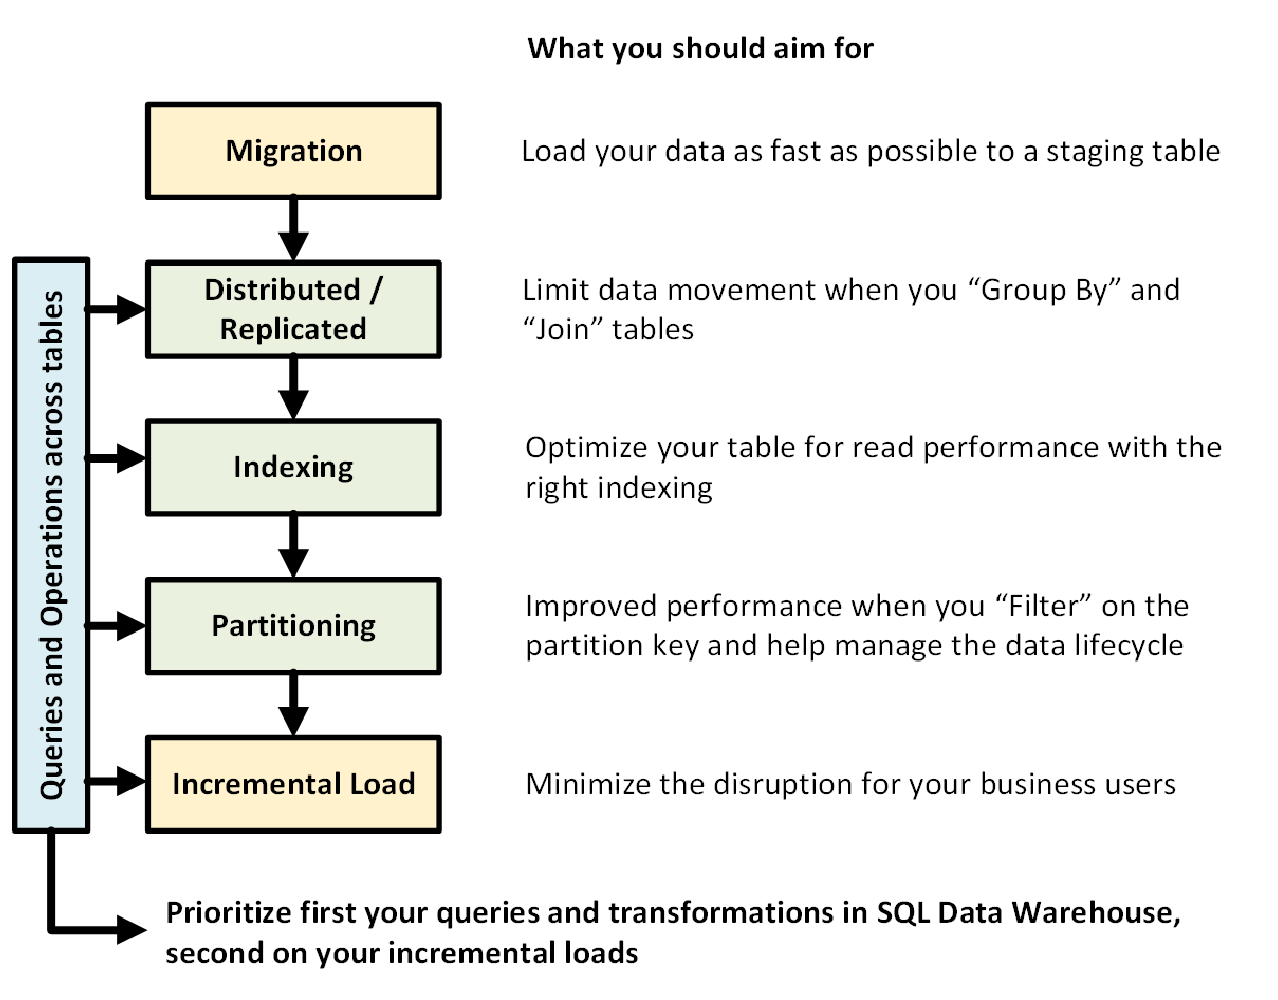 What you should aim for
Migration
Load your data as fast as possible to a staging table
Queries and Operations across tables
Distributed /
Replicated
Limit data movement when you “Group By” and
“Join” tables
Indexing
Optimize your table for read performance with the
right indexing
Partitioning
Improved performance when you “Filter” on the
partition key and help manage the data lifecycle
Incremental Load
Minimize the disruption for your business users
Prioritize first your queries and transformations in SQL Data Warehouse,
second on your incremental loads